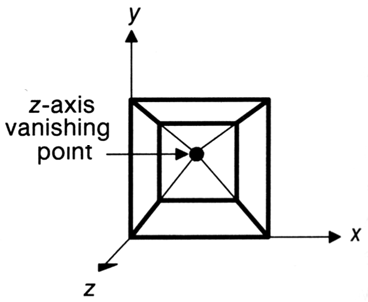 y
z-axis
vanishing
point
x
z